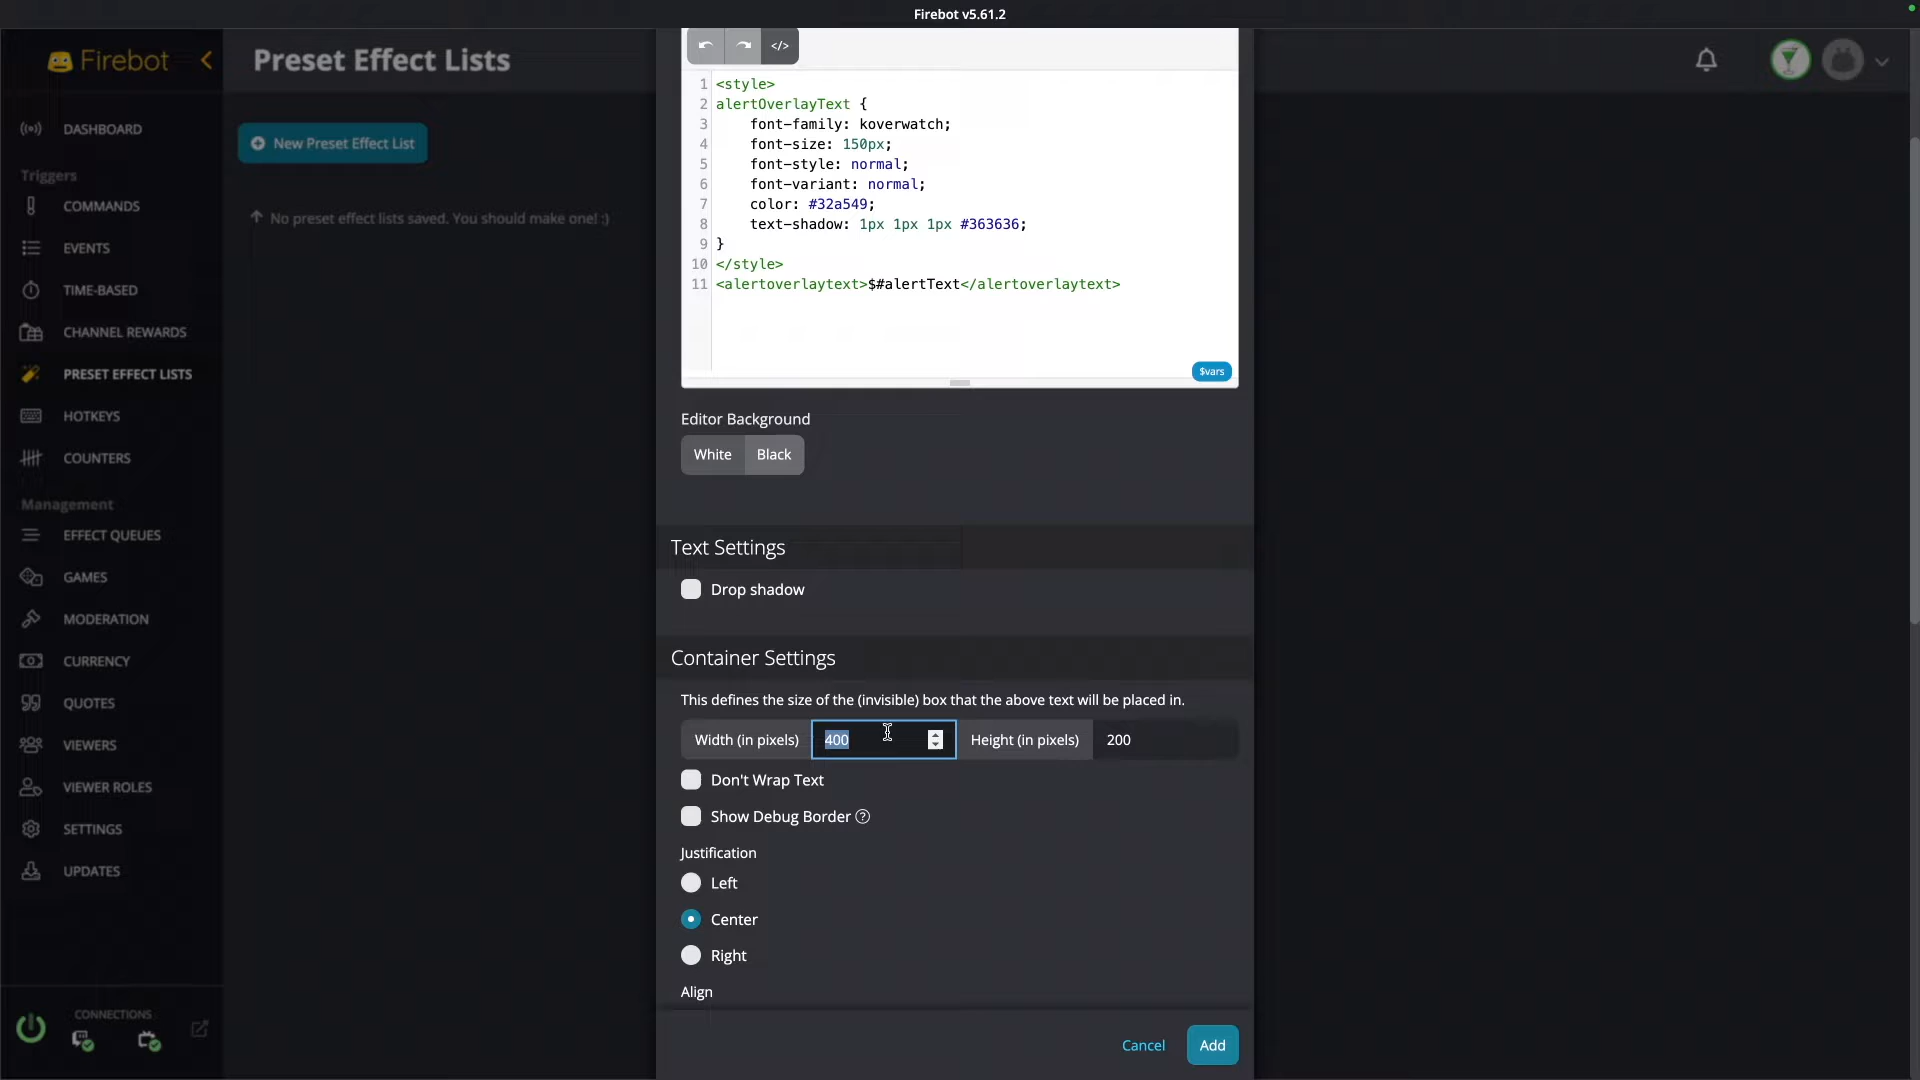 Firebot v5.61.2
Firebot
Preset Effect Lists
DASHBOARD
Triggers
COMMANDS
EVENTS
TIME-BASED
CHANNEL REWARDS
PRESET EFFECT LISTS
HOTKEYS
COUNTERS
Management
EFFECT QUEUES
GAMES
MODERATION
CURRENCY
QUOTES
VIEWERS
VIEWER ROLES
SETTINGS
UPDATES
CONNECTIONS
New Preset Effect List
No preset effect lists saved. You should make one! :)
</>
1 <style>
2 alertOverlayText {
3 font-family: koverwatch;
4 font-size: 150px;
5 font-style: normal;
6 font-variant: normal;
7 color: #32a549;
8 text-shadow: 1px 1px 1px #363636;
9 }
10 </style>
11 <alertoverlaytext>$#alertText</alertoverlaytext>
$vars
Editor Background
White Black
Text Settings
Drop shadow
Container Settings
This defines the size of the (invisible) box that the above text will be placed in.
Width (in pixels) 400 Height (in pixels) 200
Don't Wrap Text
Show Debug Border ?
Justification
Left
Center
Right
Align
Cancel Add